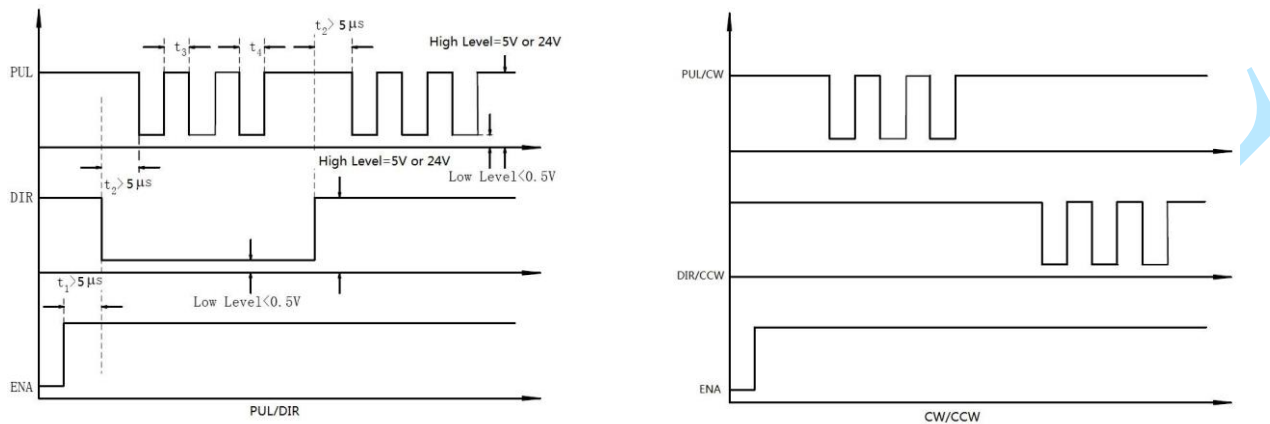 t₂>5μs
t₃
t₄
High Level=5V or 24V
PUL
t₂>5μs
High Level=5V or 24V
Low Level<0.5V
DIR
t₁>5μs
Low Level<0.5V
ENA
PUL/DIR
PUL/CW
DIR/CCW
ENA
CW/CCW